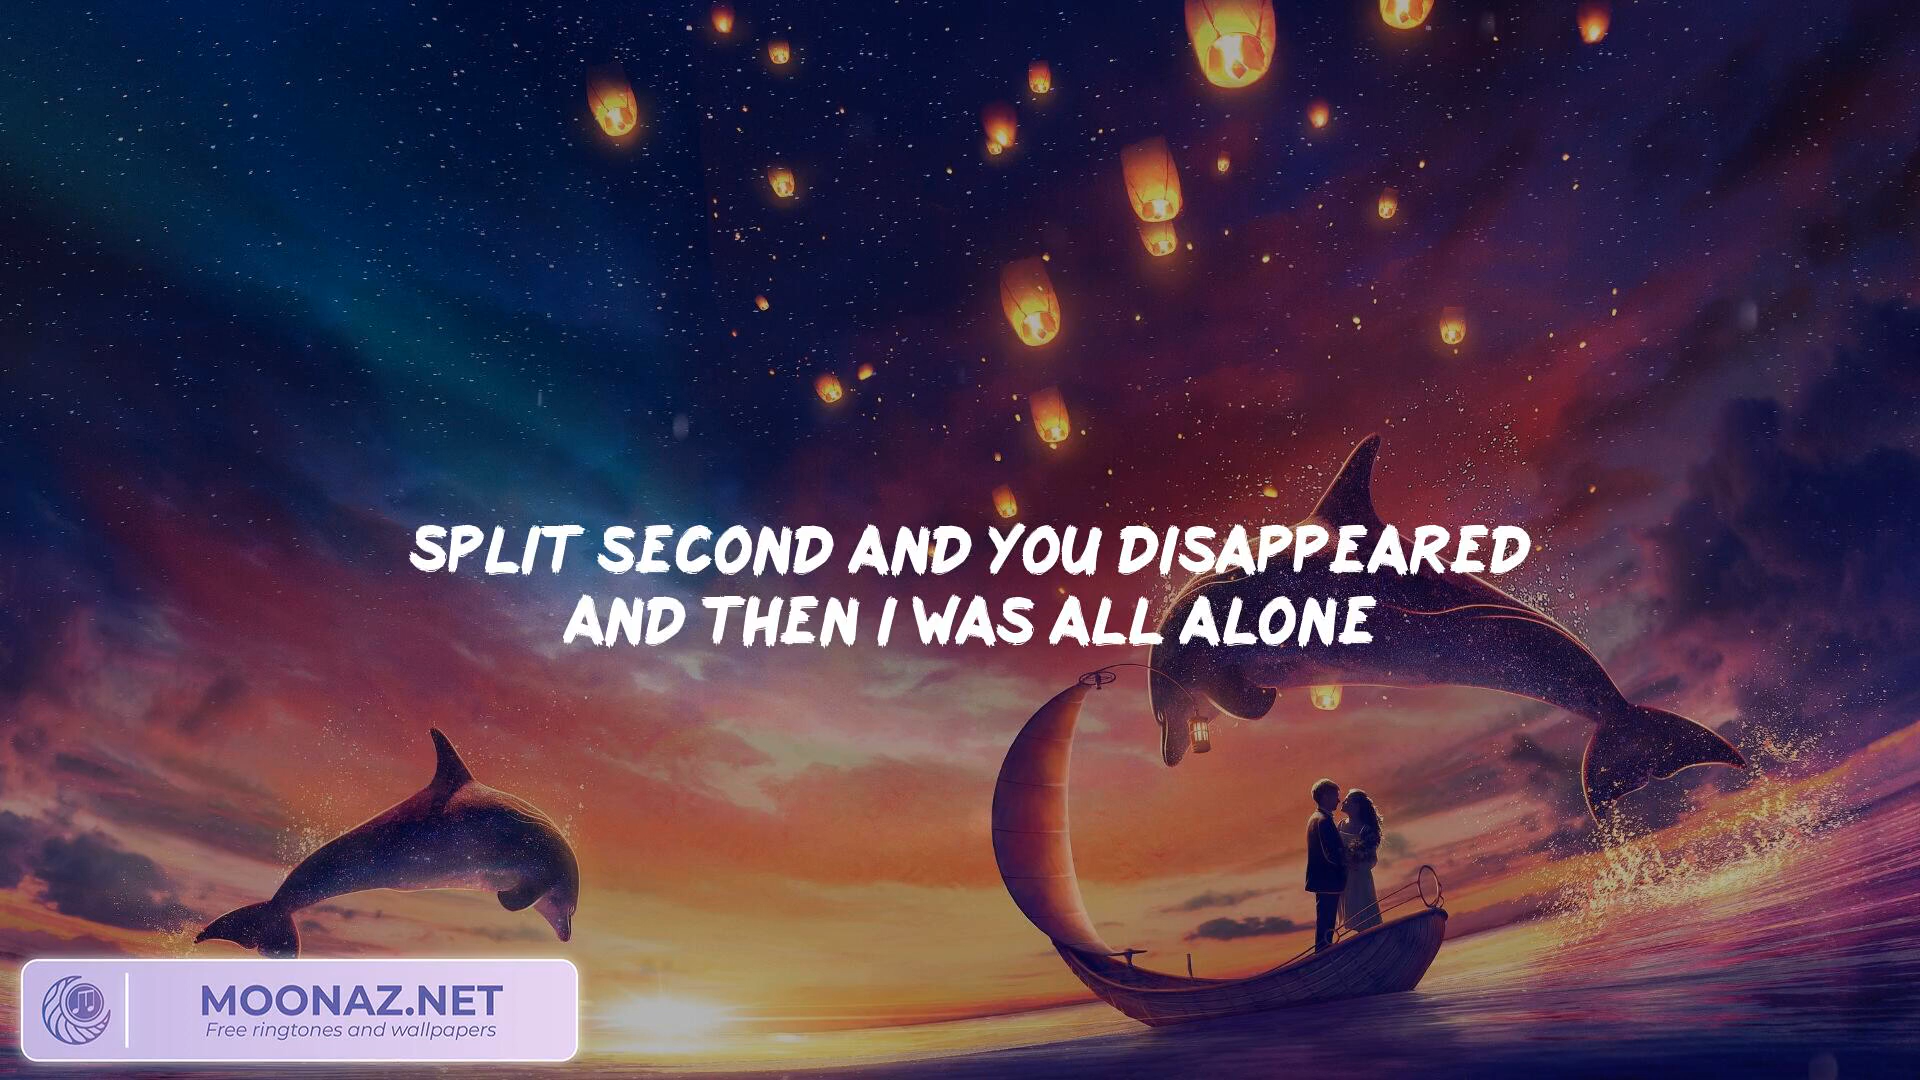 SPLIT SECOND AND YOU DISAPPEARED
AND THEN I WAS ALL ALONE
MOONAZ.NET
Free ringtones and wallpapers